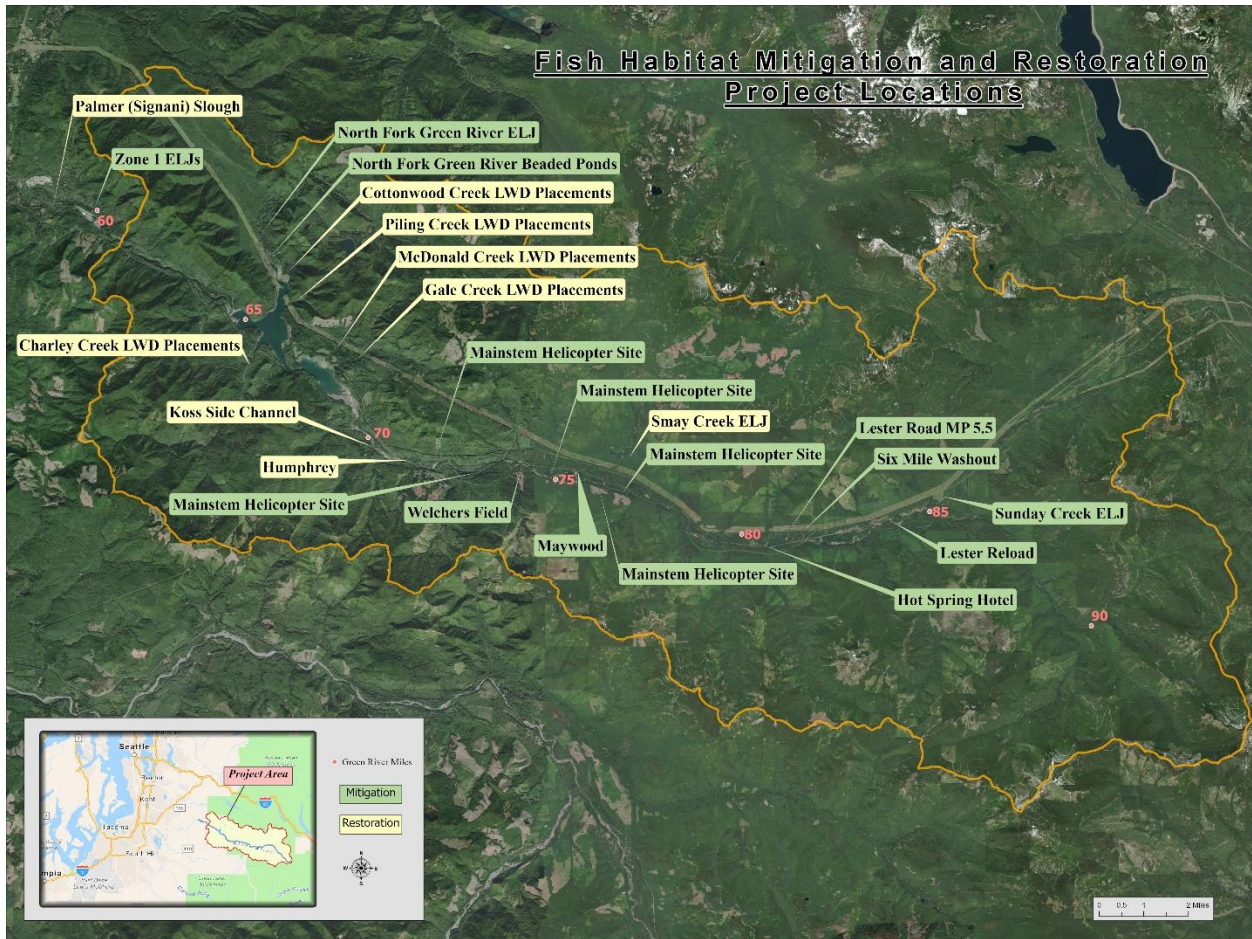 Fish Habitat Mitigation and Restoration
Project Locations
Palmer (Signani) Slough
Zone 1 ELJs
North Fork Green River ELJ
North Fork Green River Beaded Ponds
Cottonwood Creek LWD Placements
Piling Creek LWD Placements
McDonald Creek LWD Placements
Gale Creek LWD Placements
60
65
Charley Creek LWD Placements
Mainstem Helicopter Site
Mainstem Helicopter Site
Koss Side Channel
70
Smay Creek ELJ
Lester Road MP 5.5
Humphrey
Mainstem Helicopter Site
Six Mile Washout
Mainstem Helicopter Site
75
Welchers Field
85
Sunday Creek ELJ
80
Maywood
Lester Reload
Mainstem Helicopter Site
Hot Spring Hotel
90
Seattle
Renton
Kent
Tacoma
South Hill
Project Area
Green River Miles
Mitigation
Restoration
N
W
E
S
0 0.5 1 2 Miles